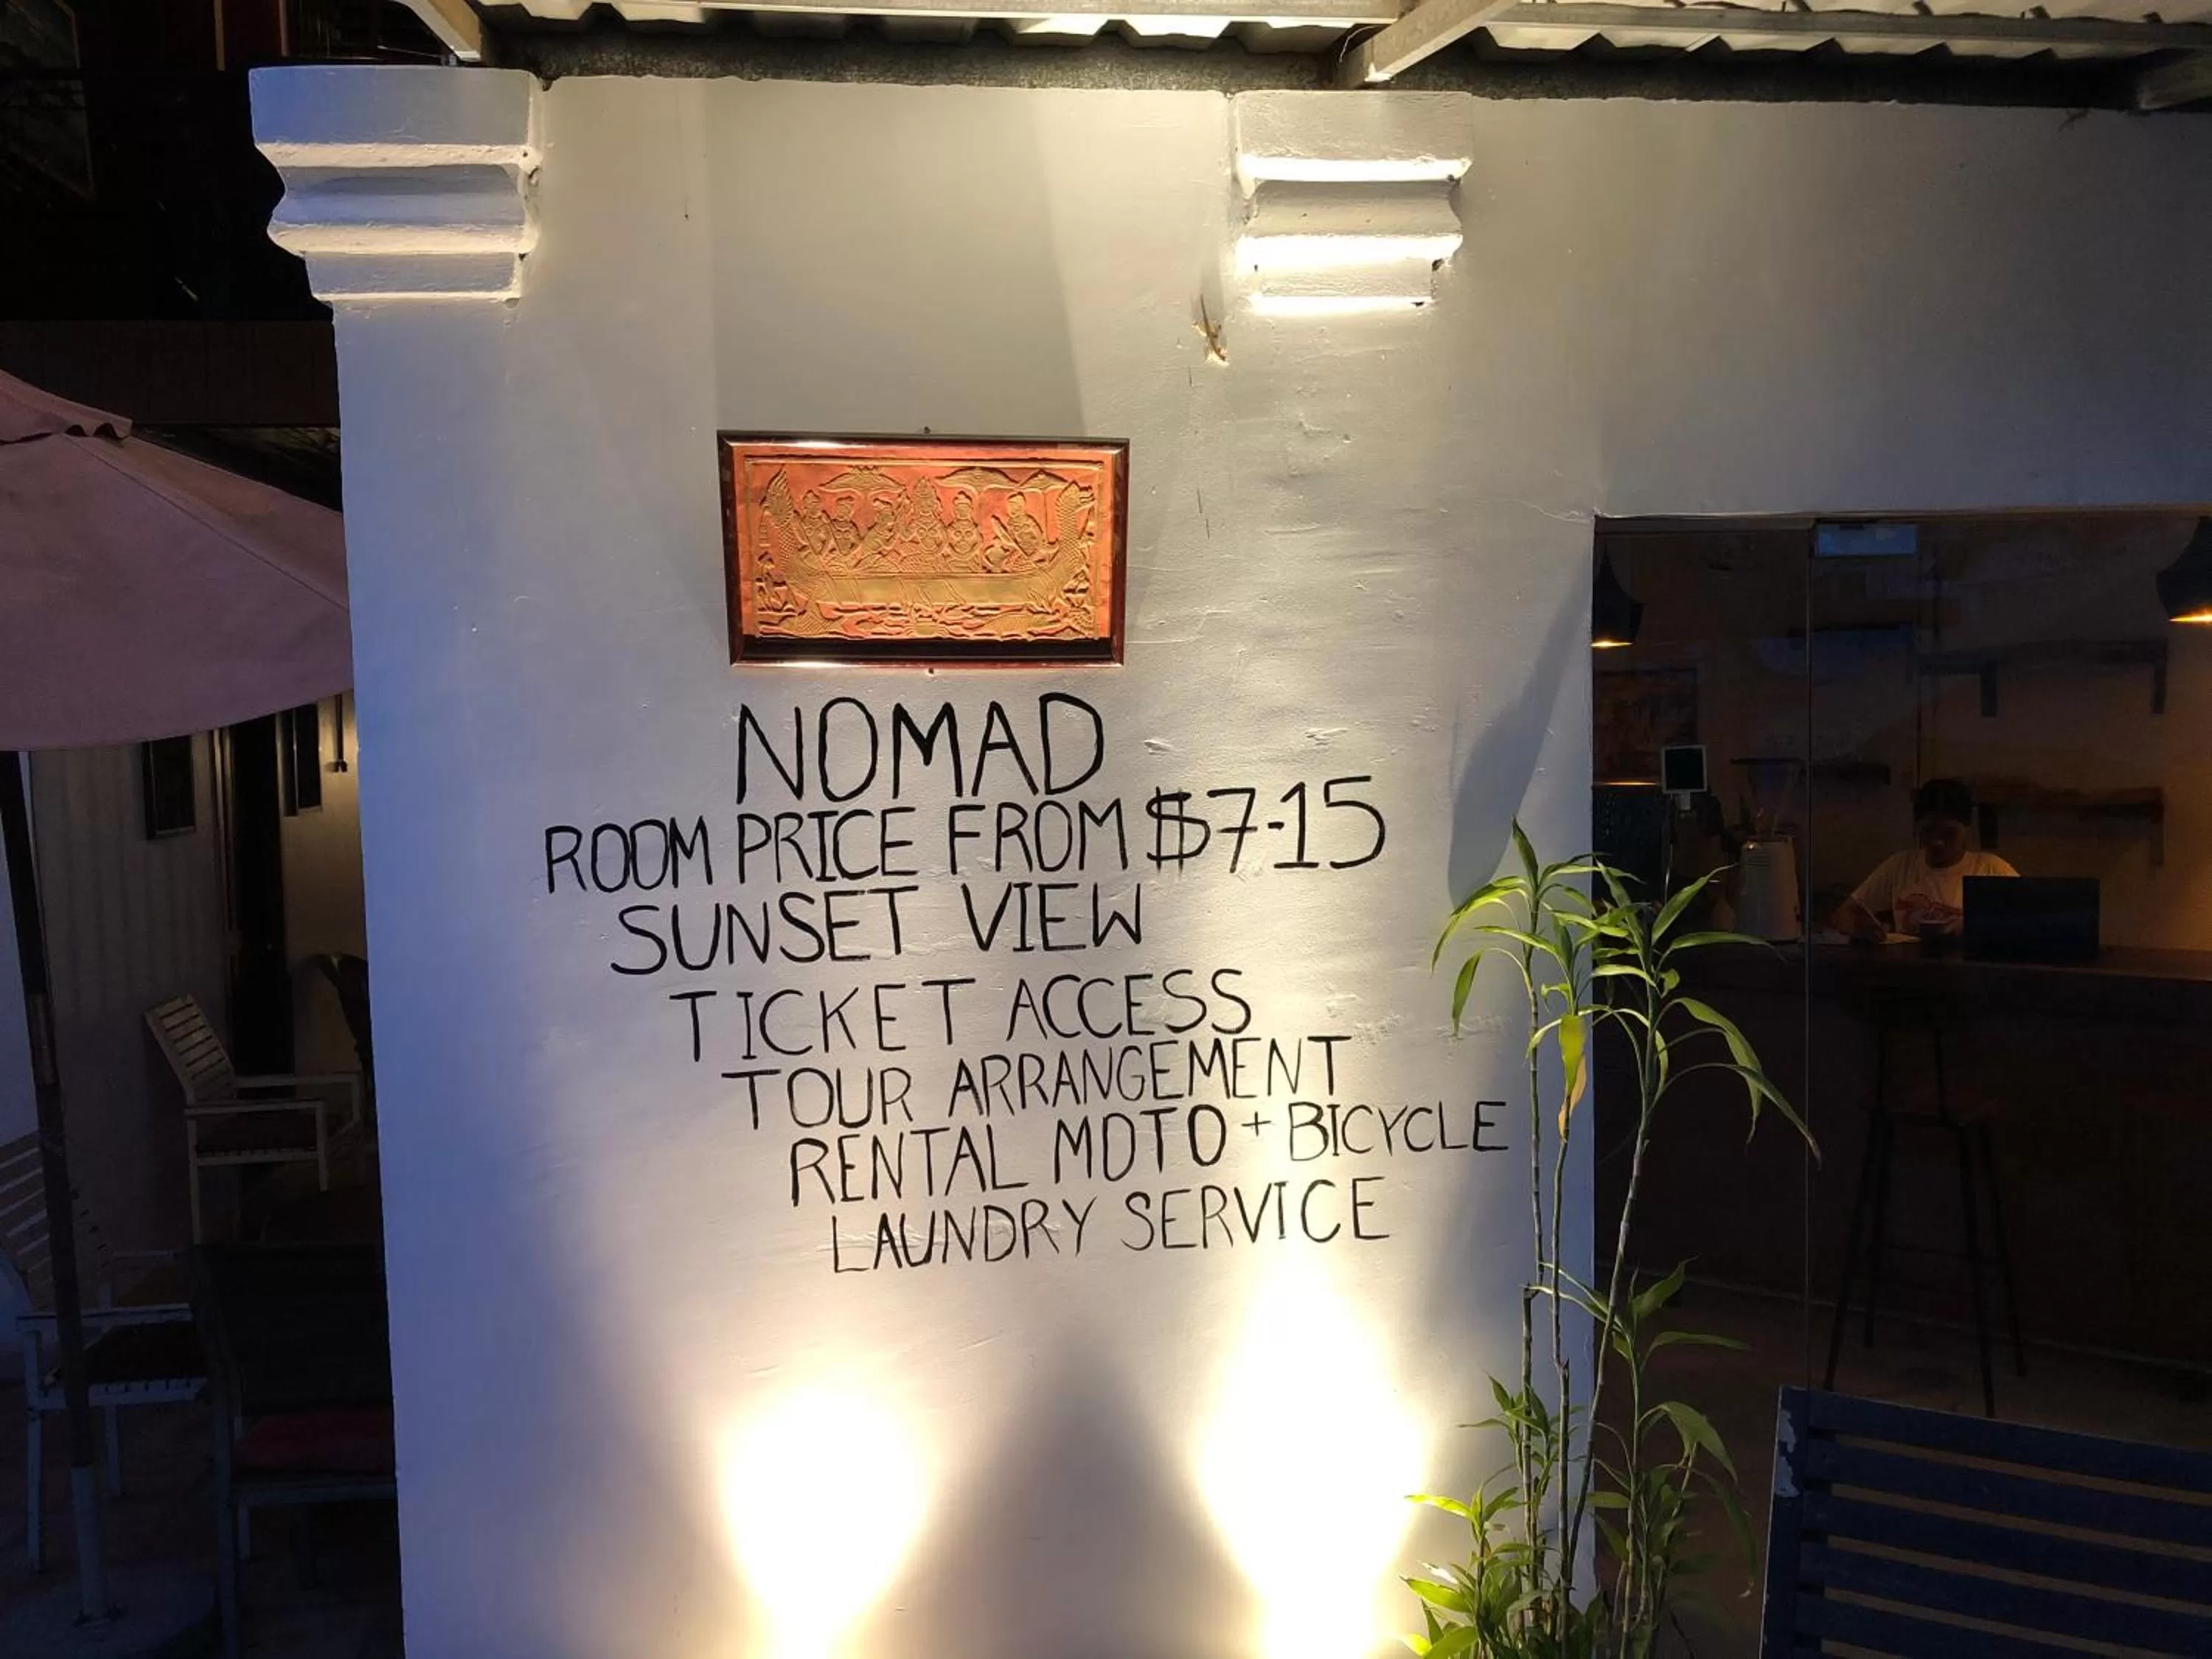 NOMAD
ROOM PRICE FROM $7-15
SUNSET VIEW
TICKET ACCESS
TOUR ARRANGEMENT
RENTAL MOTO + BICYCLE
LAUNDRY SERVICE